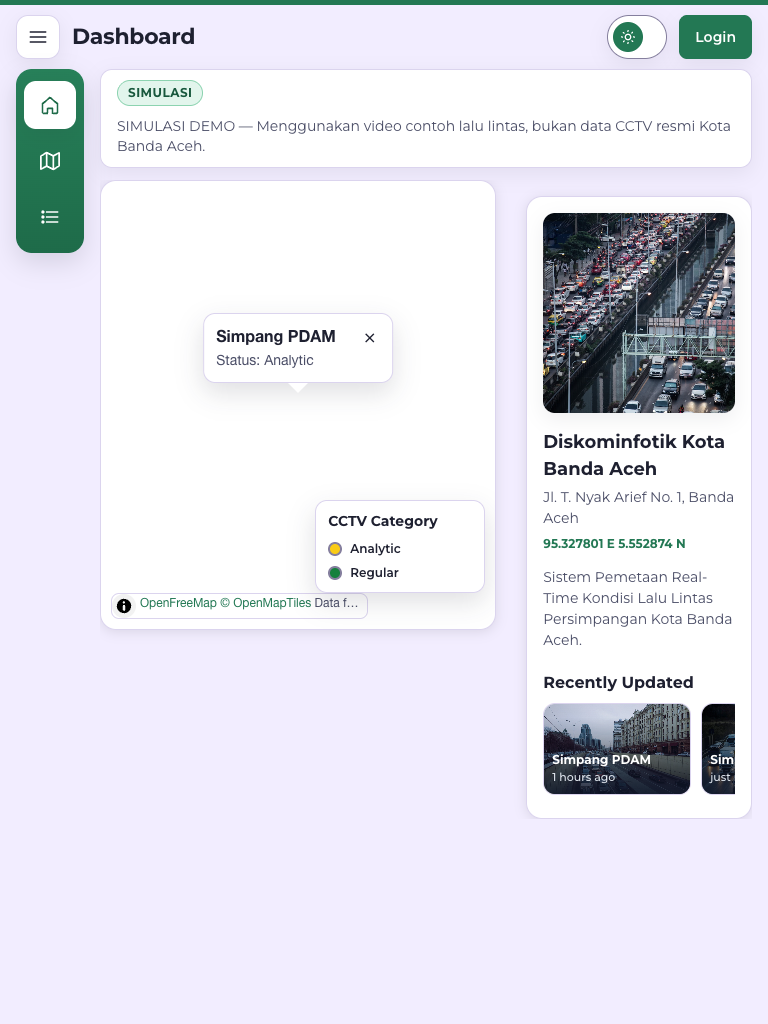 Dashboard
Login
SIMULASI
SIMULASI DEMO — Menggunakan video contoh lalu lintas, bukan data CCTV resmi Kota
Banda Aceh.
Simpang PDAM
Status: Analytic
CCTV Category
Analytic
Regular
OpenFreeMap © OpenMapTiles Data f…
Diskominfotik Kota
Banda Aceh
Jl. T. Nyak Arief No. 1, Banda
Aceh
95.327801 E 5.552874 N
Sistem Pemetaan Real-
Time Kondisi Lalu Lintas
Persimpangan Kota Banda
Aceh.
Recently Updated
Simpang PDAM
1 hours ago
Sim
just